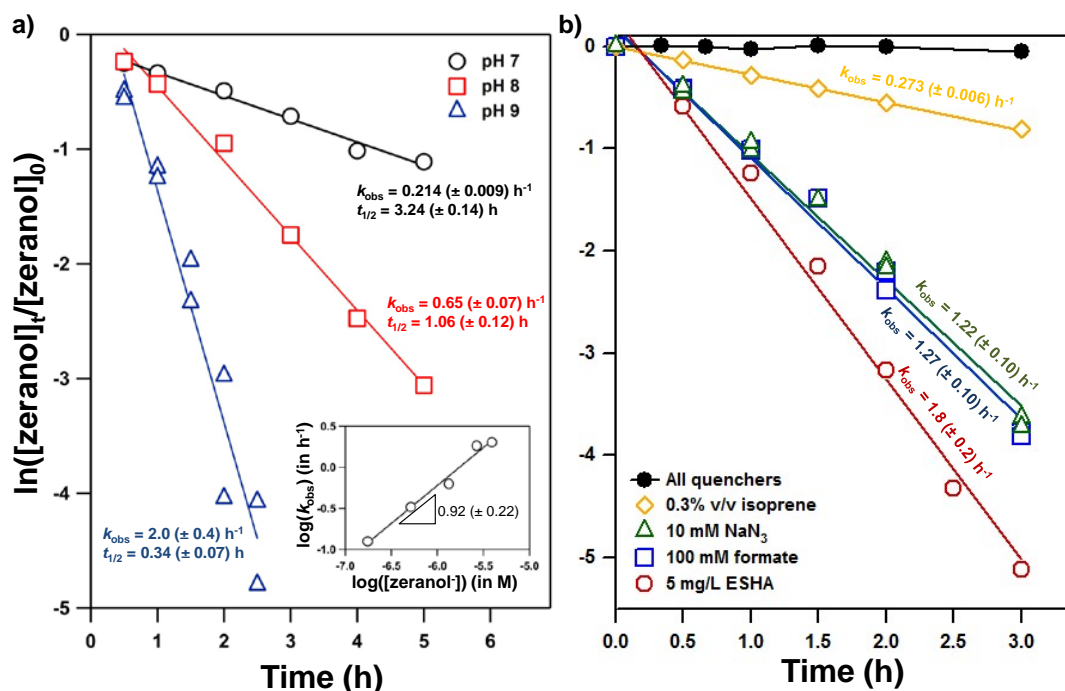 a)
pH 7
pH 8
pH 9
ln([zeranol]t/[zeranol]0
0
-1
-2
-3
-4
-5
kobs = 0.214 (± 0.009) h-1
t1/2 = 3.24 (± 0.14) h
kobs = 0.65 (± 0.07) h-1
t1/2 = 1.06 (± 0.12) h
kobs = 2.0 (± 0.4) h-1
t1/2 = 0.34 (± 0.07) h
log(kobs) (in h-1)
0.5
0.0
-0.5
-1.0
0.92 (± 0.22)
-7.0 -6.5 -6.0 -5.5 -5.0
log([zeranol-]) (in M)
0 1 2 3 4 5 6
Time (h)
b)
0
-1
-2
-3
-4
-5
kobs = 0.273 (± 0.006) h-1
kobs = 1.22 (± 0.10) h-1
kobs = 1.27 (± 0.10) h-1
kobs = 1.8 (± 0.2) h-1
All quenchers
0.3% v/v isoprene
10 mM NaN3
100 mM formate
5 mg/L ESHA
0.0 0.5 1.0 1.5 2.0 2.5 3.0
Time (h)